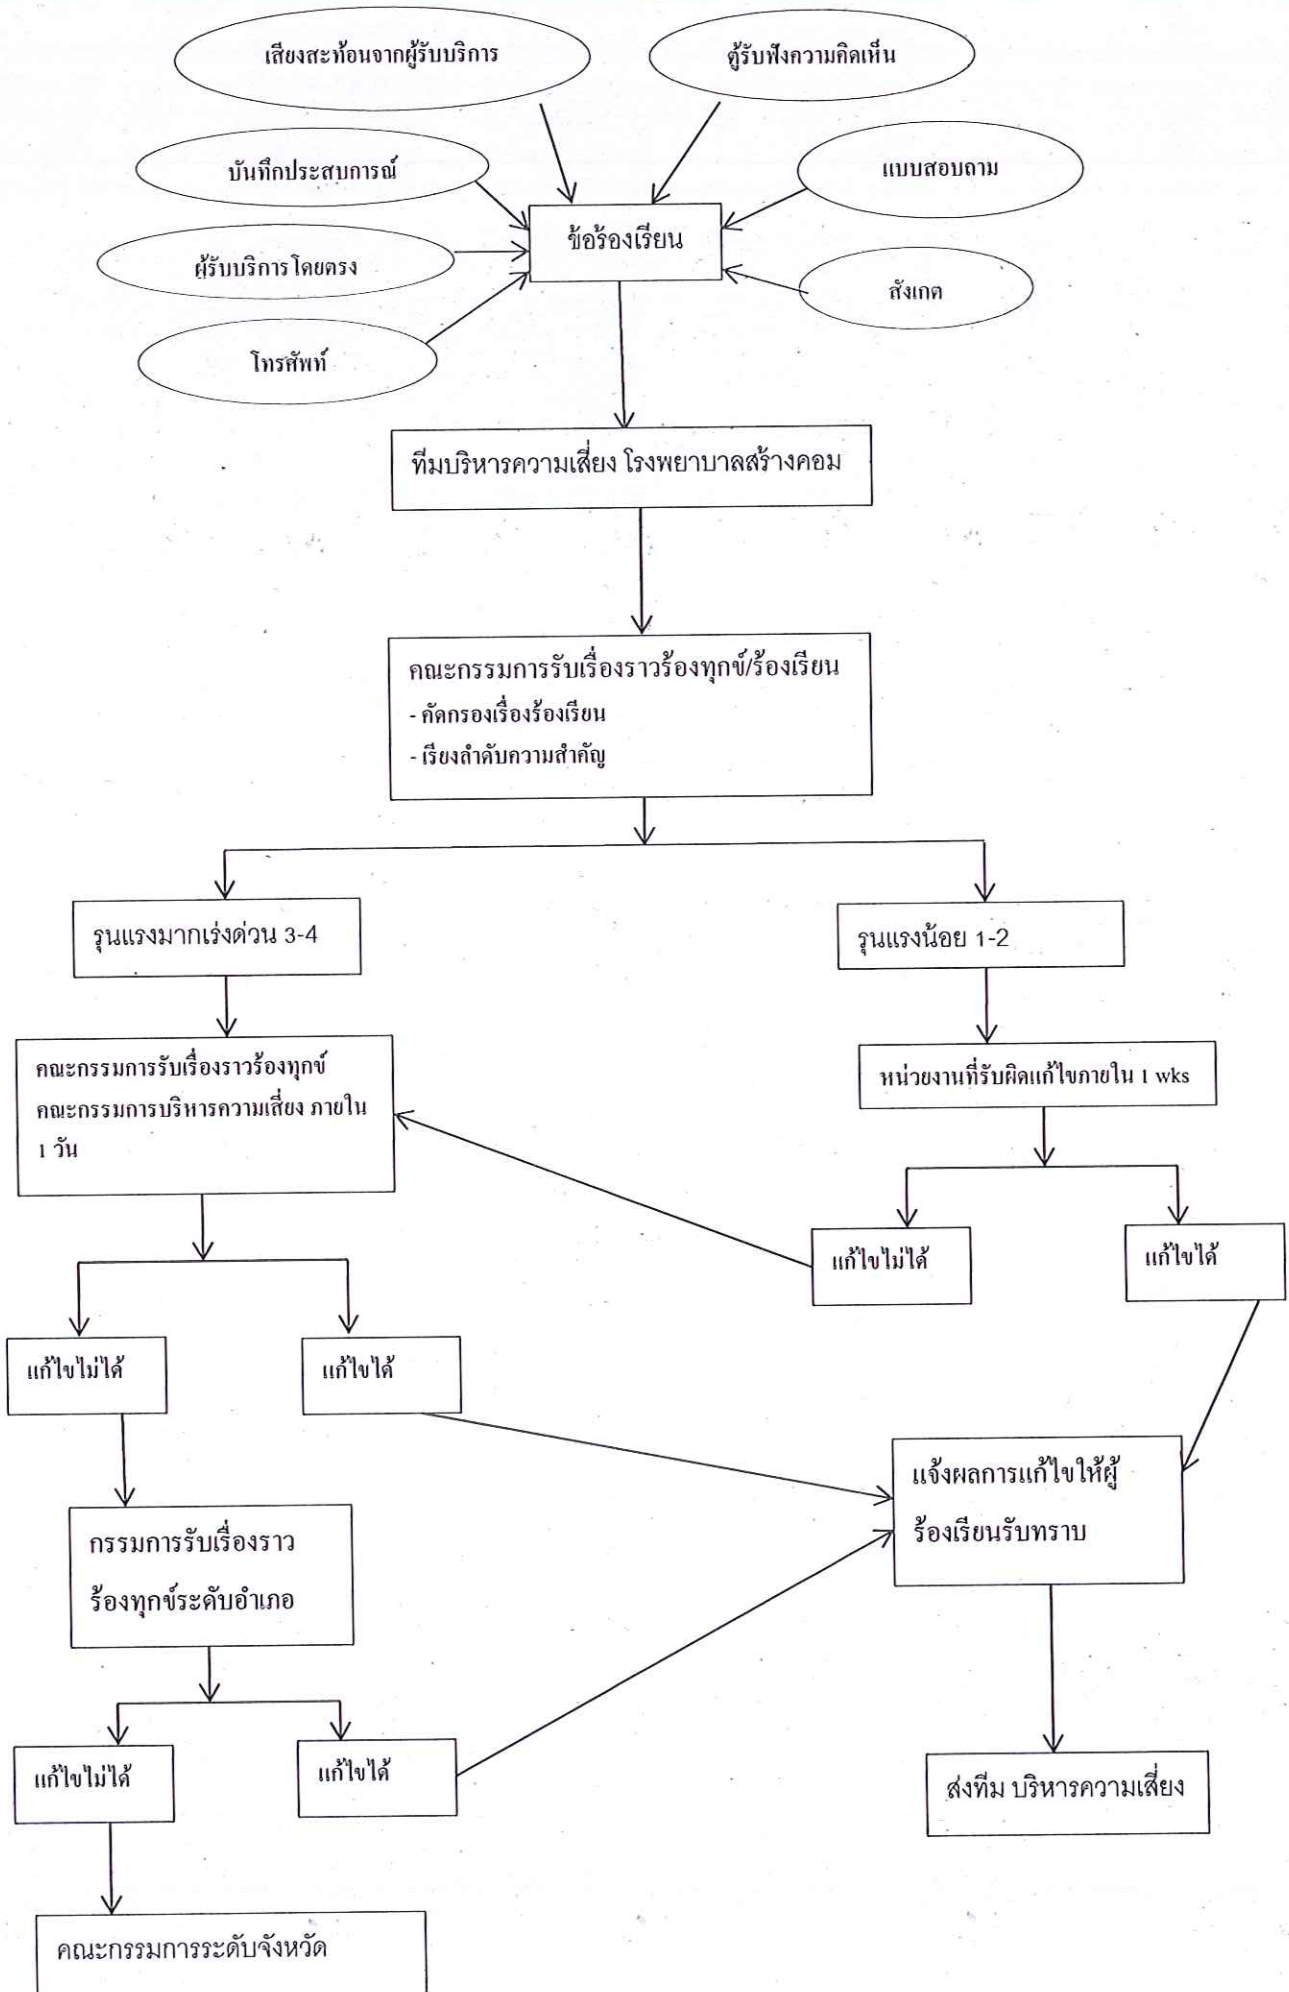 เสียงสะท้อนจากผู้รับบริการ
ตู้รับฟังความคิดเห็น
บันทึกประสบการณ์
แบบสอบถาม
ข้อร้องเรียน
ผู้รับบริการโดยตรง
สังเกต
โทรศัพท์
ทีมบริหารความเสี่ยง โรงพยาบาลสร้างคอม
คณะกรรมการรับเรื่องราวร้องทุกข์/ร้องเรียน
- คัดกรองเรื่องร้องเรียน
- เรียงลำดับความสำคัญ
รุนแรงมากเร่งด่วน 3-4
รุนแรงน้อย 1-2
คณะกรรมการรับเรื่องราวร้องทุกข์
คณะกรรมการบริหารความเสี่ยง ภายใน
1 วัน
หน่วยงานที่รับผิดแก้ไขภายใน 1 wks
แก้ไขไม่ได้
แก้ไขได้
แก้ไขไม่ได้
แก้ไขได้
แจ้งผลการแก้ไขให้ผู้
ร้องเรียนรับทราบ
กรรมการรับเรื่องราว
ร้องทุกข์ระดับอำเภอ
แก้ไขไม่ได้
แก้ไขได้
ส่งทีม บริหารความเสี่ยง
คณะกรรมการระดับจังหวัด